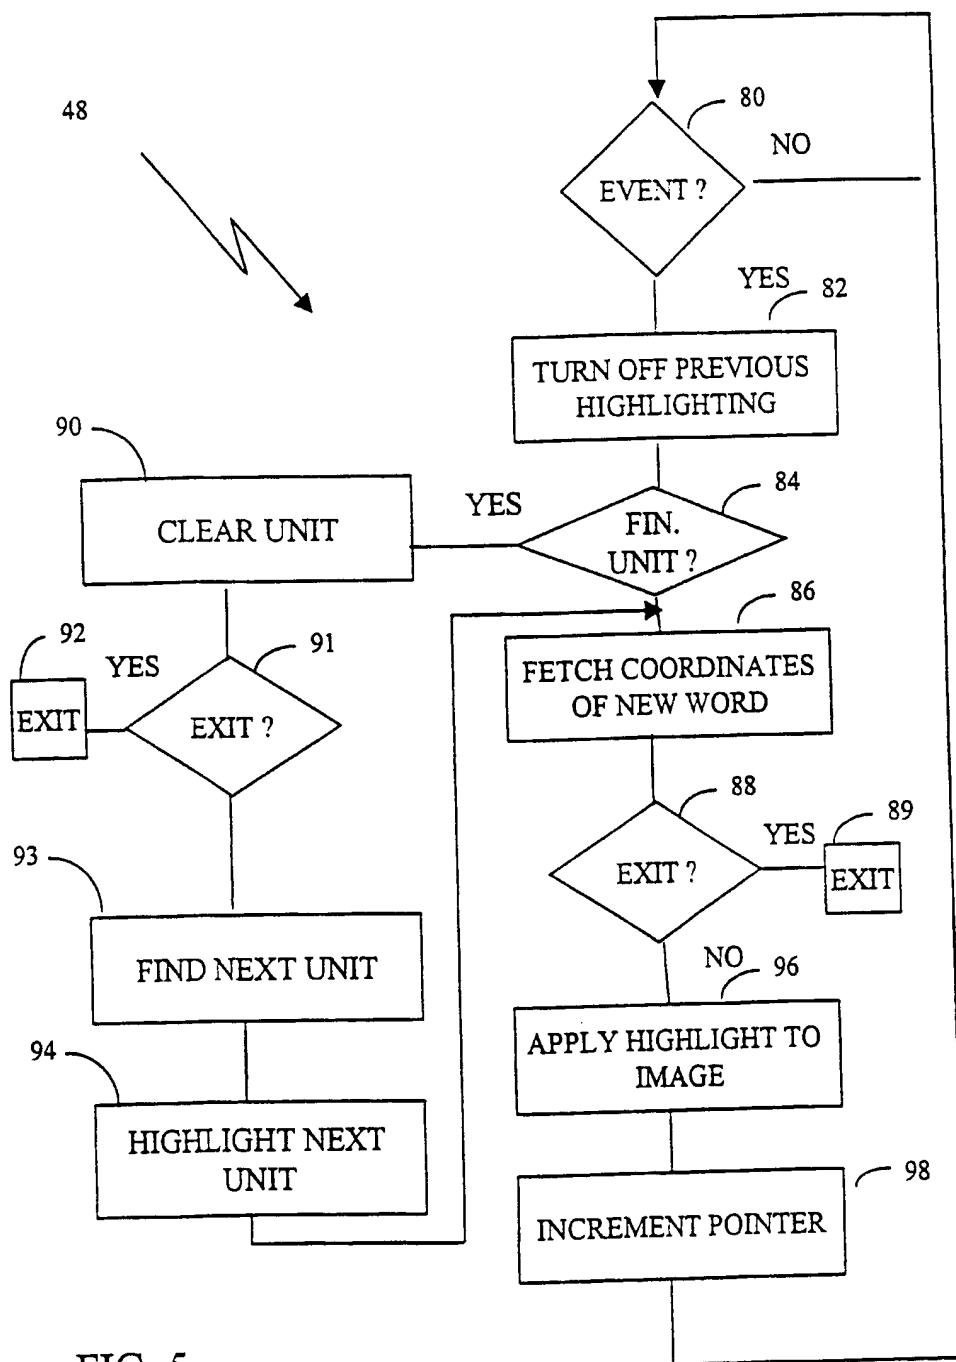 48
80
NO
EVENT ?
YES
82
TURN OFF PREVIOUS
HIGHLIGHTING
90
YES
84
CLEAR UNIT
FIN.
UNIT ?
86
92
YES
91
FETCH COORDINATES
OF NEW WORD
EXIT
EXIT ?
88
YES
89
93
EXIT ?
EXIT
FIND NEXT UNIT
NO
96
94
APPLY HIGHLIGHT TO
IMAGE
HIGHLIGHT NEXT
UNIT
98
INCREMENT POINTER
FIG. 5